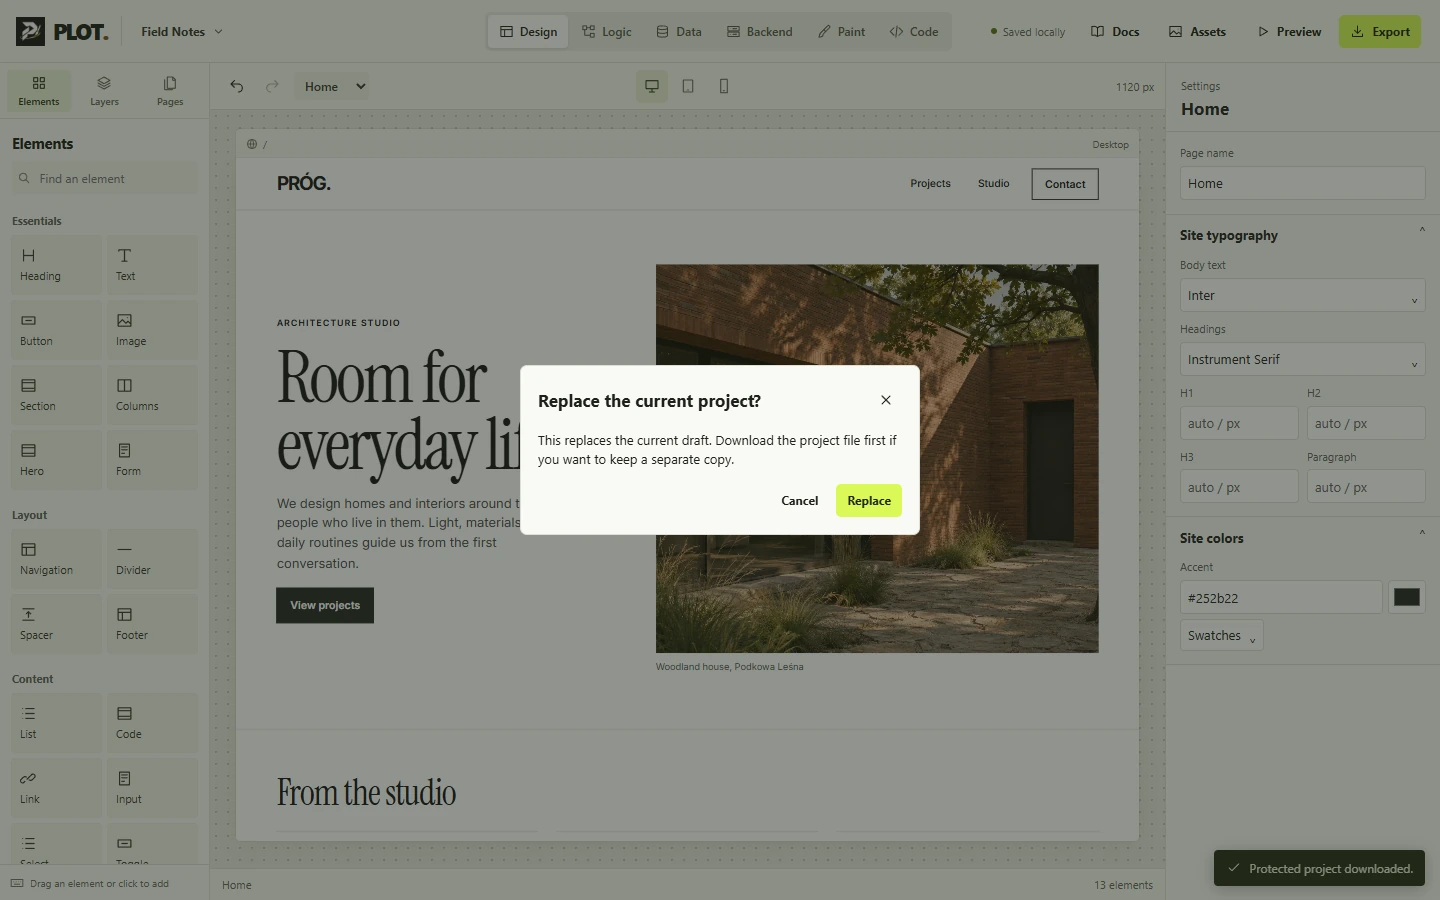 PLOT.
Field Notes
Design
Logic
Data
Backend
Paint
Code
Saved locally
Docs
Assets
Preview
Export
Elements
Layers
Pages
Home
1120 px
Settings
Home
Elements
Find an element
Essentials
Heading
Text
Button
Image
Section
Columns
Hero
Form
Layout
Navigation
Divider
Spacer
Footer
Content
List
Code
Link
Input
Select
Toggle
Drag an element or click to add
/
Desktop
PRÓG.
Projects
Studio
Contact
ARCHITECTURE STUDIO
Room for
everyday
We design homes and interiors around
people who live in them. Light, materials
daily routines guide us from the first
conversation.
View projects
Woodland house, Podkowa Leśna
From the studio
Replace the current project?
This replaces the current draft. Download the project file first if
you want to keep a separate copy.
Cancel
Replace
Home
13 elements
Page name
Home
Site typography
Body text
Inter
Headings
Instrument Serif
H1
H2
auto / px
auto / px
H3
Paragraph
auto / px
auto / px
Site colors
Accent
#252b22
Swatches
Protected project downloaded.